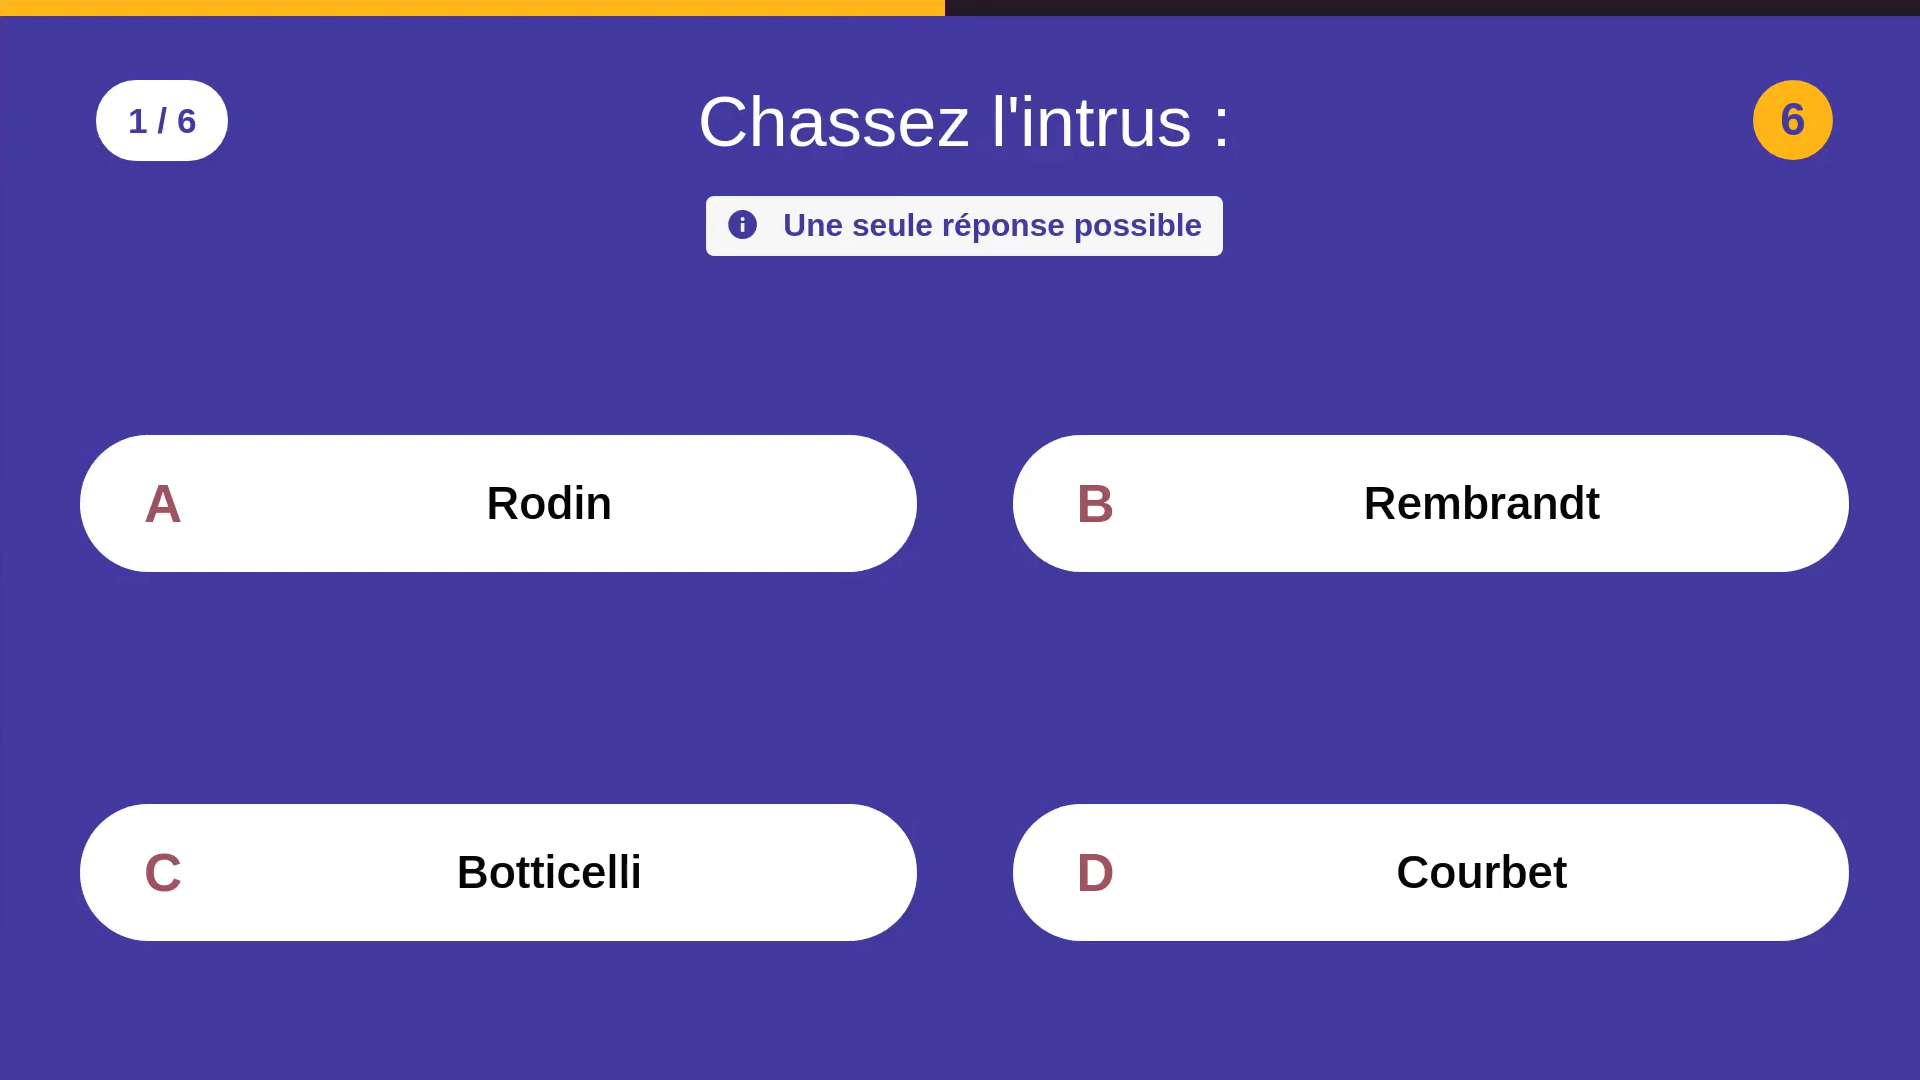 1 / 6
Chassez l'intrus :
6
Une seule réponse possible
A Rodin
B Rembrandt
C Botticelli
D Courbet